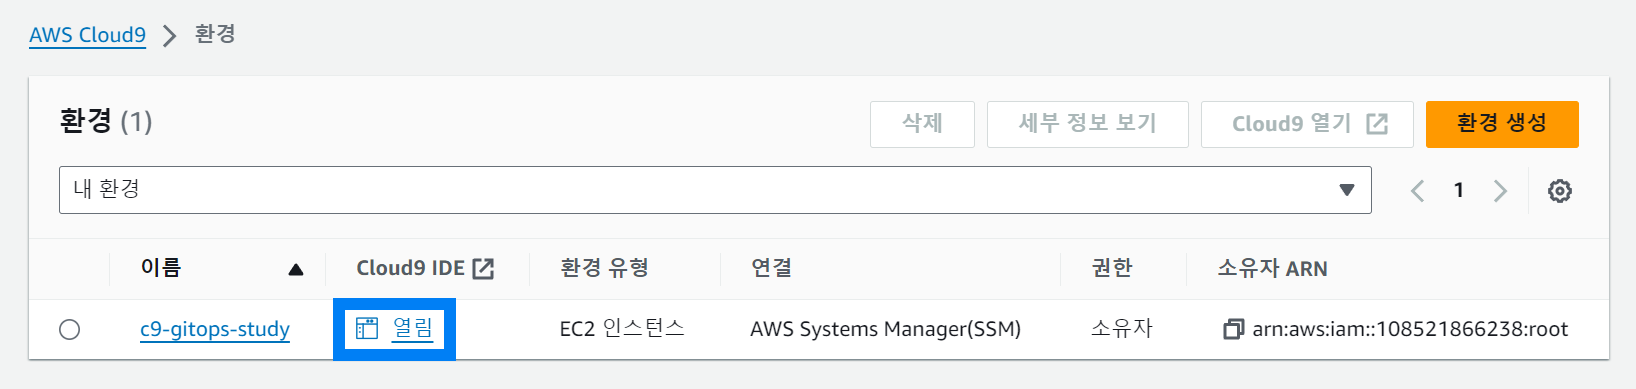 AWS Cloud9 > 환경
환경 (1)
삭제 세부 정보 보기 Cloud9 열기 환경 생성
내 환경 1
이름 Cloud9 IDE 환경 유형 연결 권한 소유자 ARN
c9-gitops-study 열림 EC2 인스턴스 AWS Systems Manager(SSM) 소유자 arn:aws:iam::108521866238:root